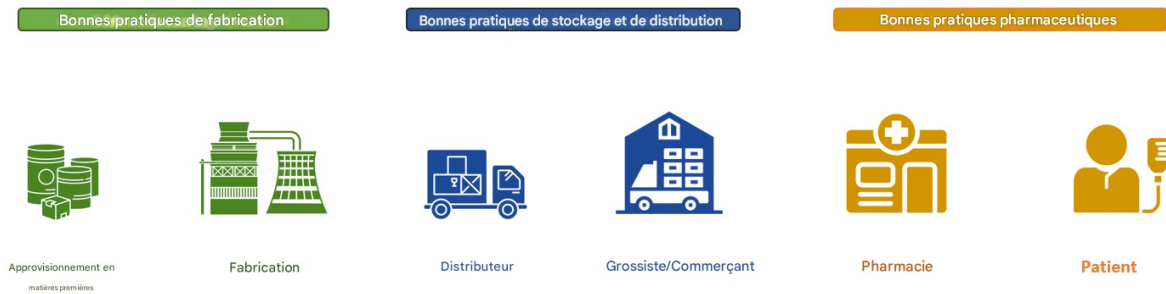 Bonnes pratiques de fabrication
Bonnes pratiques de stockage et de distribution
Bonnes pratiques pharmaceutiques
Approvisionnement en
matières premières
Fabrication
Distributeur
Grossiste/Commerçant
Pharmacie
Patient